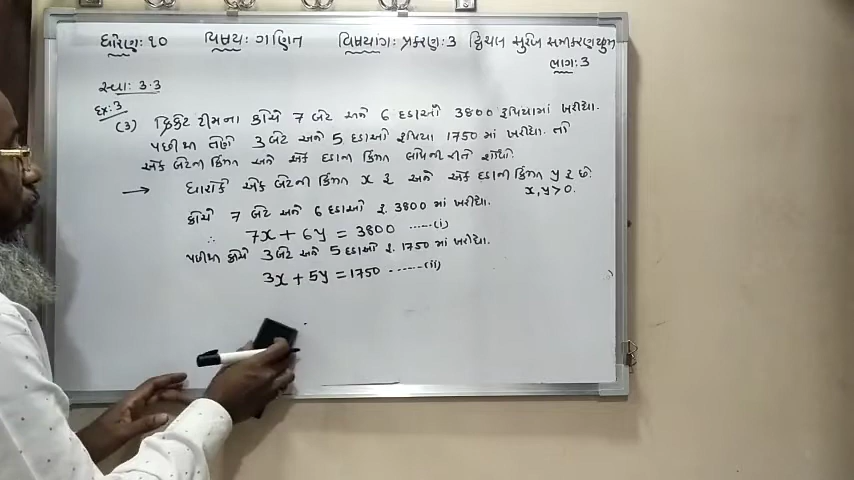 ધોરણ: ૧૦ વિષય: ગણિત વિષયાંગ: પ્રકરણ: 3 દ્વિચલ સુરેખ સમીકરણયુગ્મ
ભાગ: 3
સ્વા: 3.3
Ex: 3
(3) ક્રિકેટ ટીમના કોચે 7 બેટ અને 6 દડાઓ 3800 રૂપિયામાં ખરીદ્યા.
પછીથી તેણે 3 બેટ અને 5 દડાઓ રૂપિયા 1750 માં ખરીદ્યા. તો
એક બેટની કિંમત અને એક દડાની કિંમત લોપની રીતે શોધો.
→ ધારોકે એક બેટની કિંમત x રૂ અને એક દડાની કિંમત y રૂ છે.
x, y > 0.
કોચે 7 બેટ અને 6 દડાઓ રૂ. 3800 માં ખરીદ્યા.
∴ 7x + 6y = 3800 ......(i)
પછીથી કોચે 3 બેટ અને 5 દડાઓ રૂ. 1750 માં ખરીદ્યા.
3x + 5y = 1750 ......(ii)